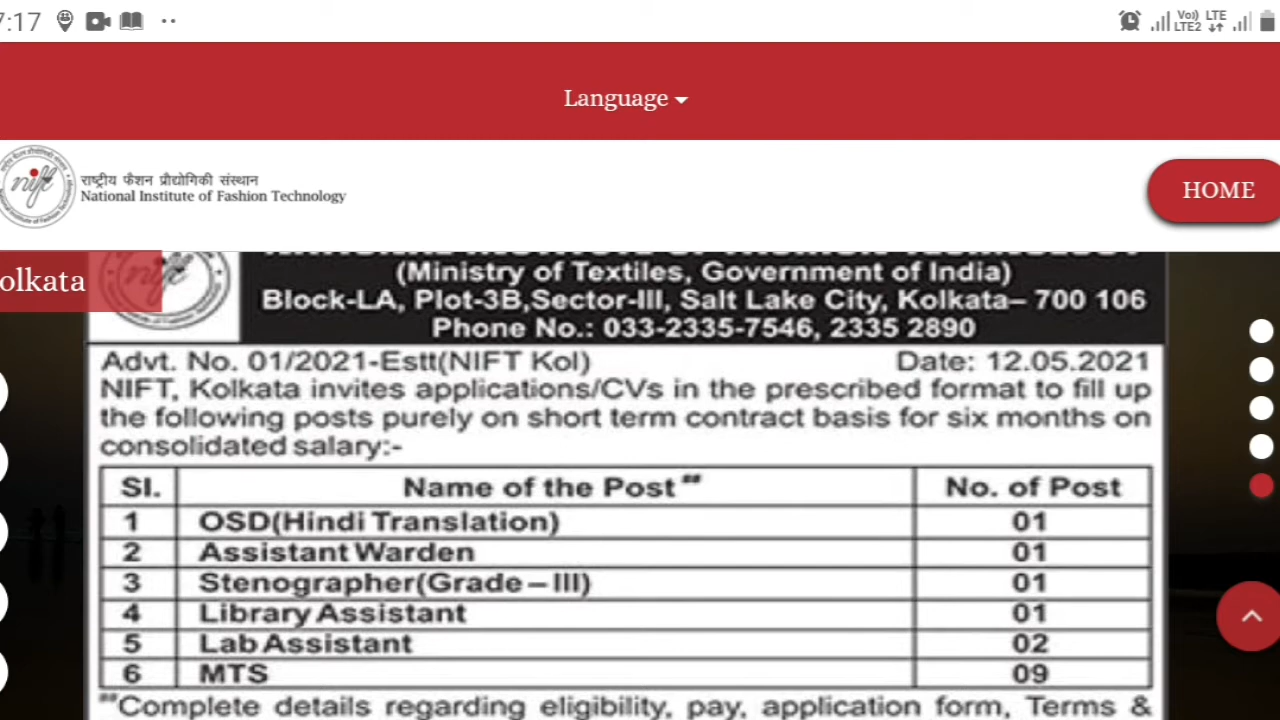 7:17
Vo)) LTE
LTE2
Language
nift
राष्ट्रीय फैशन प्रौद्योगिकी संस्थान
National Institute of Fashion Technology
HOME
olkata
(Ministry of Textiles, Government of India)
Block-LA, Plot-3B,Sector-III, Salt Lake City, Kolkata– 700 106
Phone No.: 033-2335-7546, 2335 2890
Advt. No. 01/2021-Estt(NIFT Kol) Date: 12.05.2021
NIFT, Kolkata invites applications/CVs in the prescribed format to fill up
the following posts purely on short term contract basis for six months on
consolidated salary:-
SI. Name of the Post ## No. of Post
1 OSD(Hindi Translation) 01
2 Assistant Warden 01
3 Stenographer(Grade – III) 01
4 Library Assistant 01
5 Lab Assistant 02
6 MTS 09
##Complete details regarding eligibility, pay, application form, Terms &